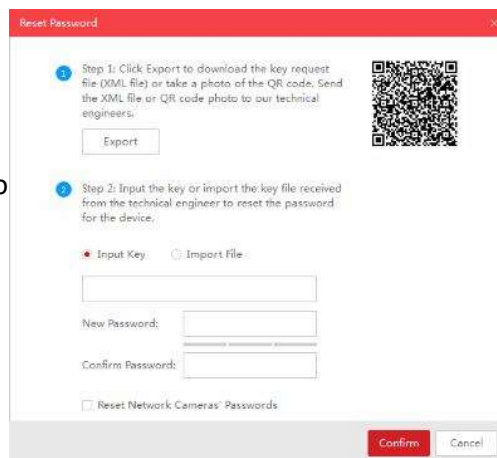 Reset Password
Step 1: Click Export to download the key request
file (XML file) or take a photo of the QR code. Send
the XML file or QR code photo to our technical
engineers.
Export
Step 2: Input the key or import the key file received
from the technical engineer to reset the password
for the device.
Input Key Import File
New Password:
Confirm Password:
Reset Network Cameras' Passwords
Confirm Cancel